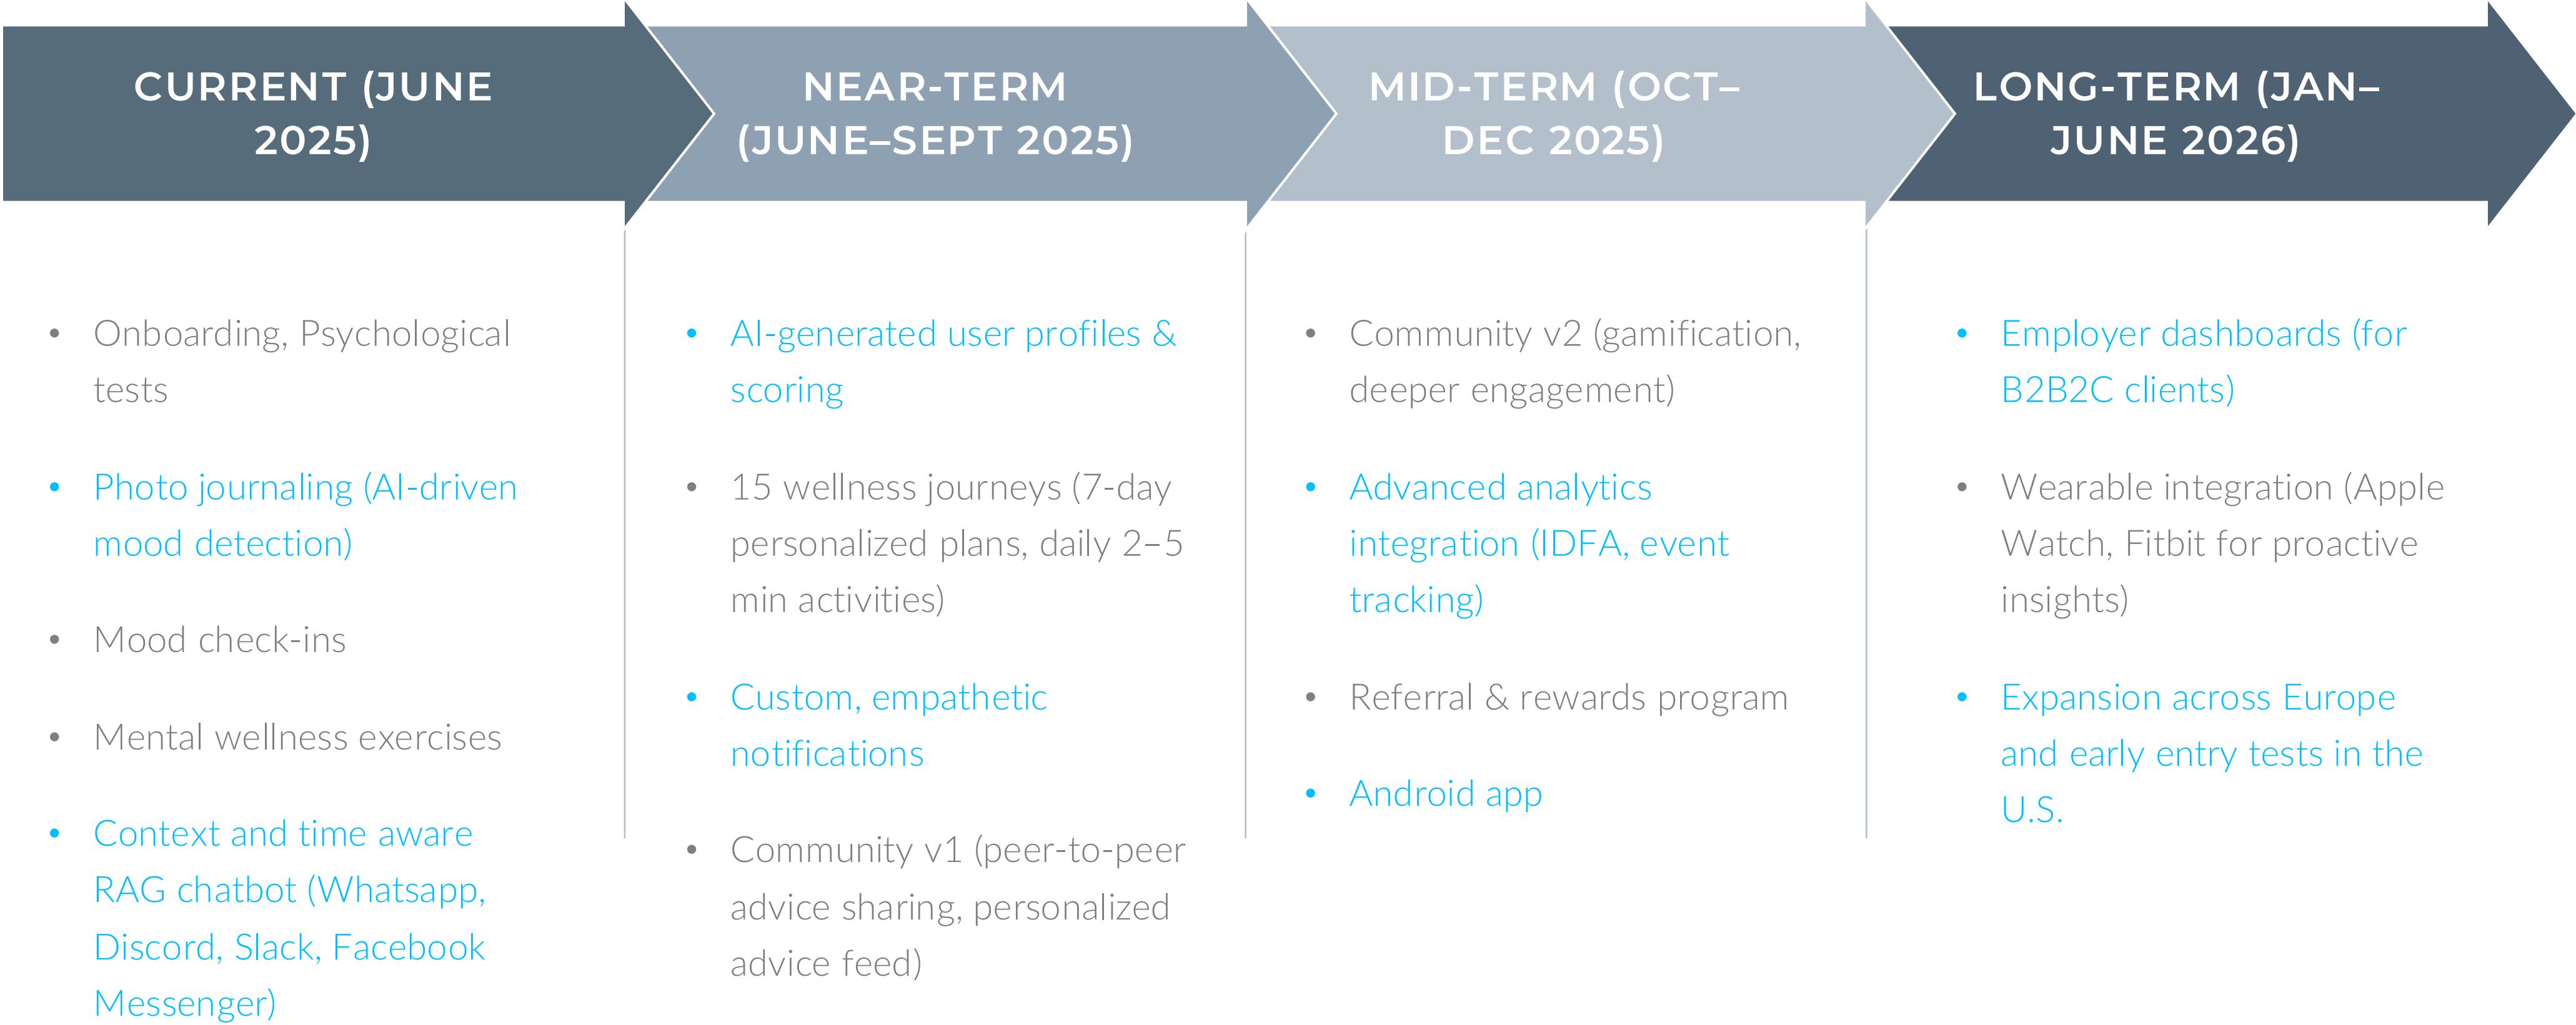 CURRENT (JUNE
2025)
NEAR-TERM
(JUNE–SEPT 2025)
MID-TERM (OCT–
DEC 2025)
LONG-TERM (JAN–
JUNE 2026)
• Onboarding, Psychological
tests
• Photo journaling (AI-driven
mood detection)
• Mood check-ins
• Mental wellness exercises
• Context and time aware
RAG chatbot (Whatsapp,
Discord, Slack, Facebook
Messenger)
• AI-generated user profiles &
scoring
• 15 wellness journeys (7-day
personalized plans, daily 2–5
min activities)
• Custom, empathetic
notifications
• Community v1 (peer-to-peer
advice sharing, personalized
advice feed)
• Community v2 (gamification,
deeper engagement)
• Advanced analytics
integration (IDFA, event
tracking)
• Referral & rewards program
• Android app
• Employer dashboards (for
B2B2C clients)
• Wearable integration (Apple
Watch, Fitbit for proactive
insights)
• Expansion across Europe
and early entry tests in the
U.S.